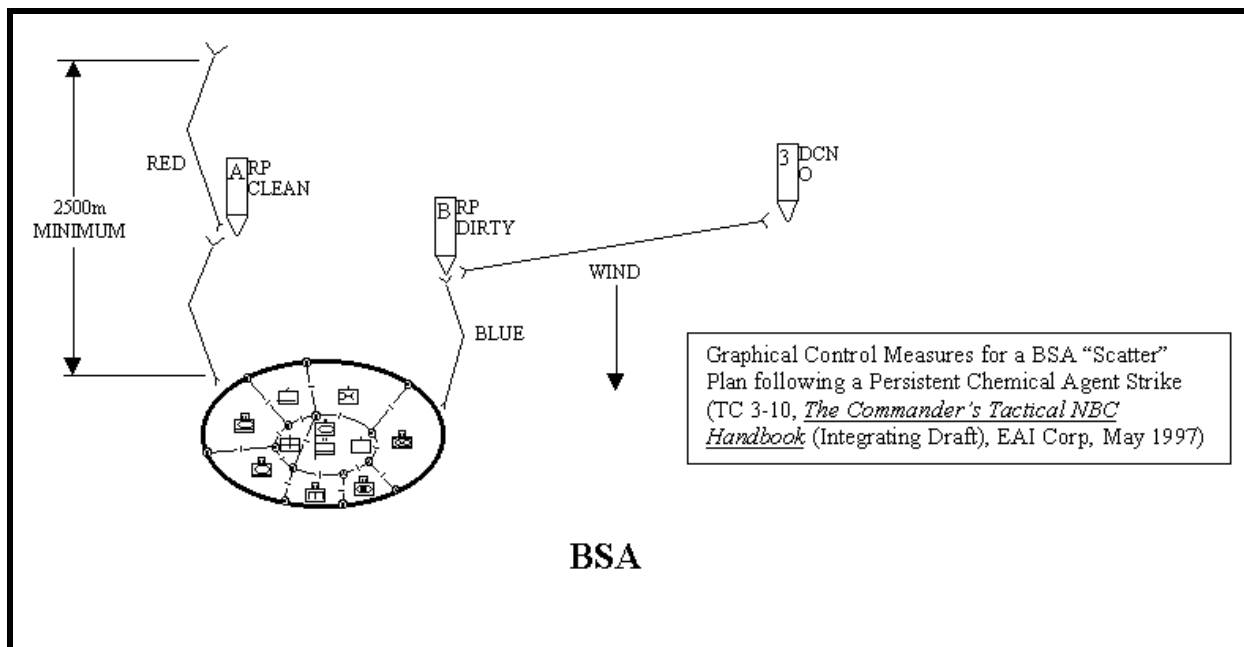 RED
A RP
CLEAN
3 DCN
O
2500m
MINIMUM
B RP
DIRTY
WIND
BLUE
Graphical Control Measures for a BSA “Scatter”
Plan following a Persistent Chemical Agent Strike
(TC 3-10, The Commander’s Tactical NBC
Handbook (Integrating Draft), EAI Corp, May 1997)
BSA